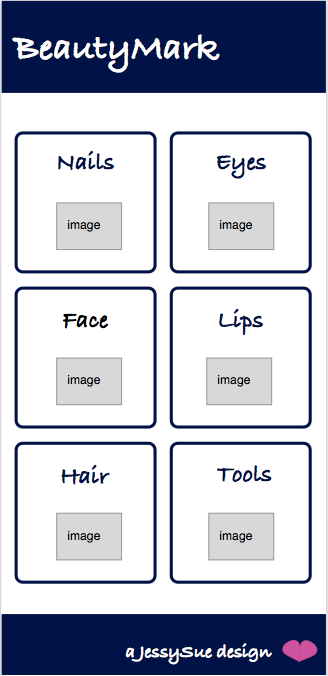 BeautyMark
Nails Eyes
image image
Face Lips
image image
Hair Tools
image image
a JessySue design